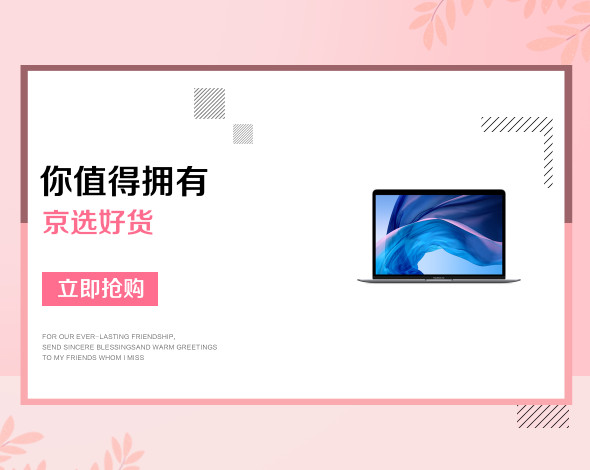 你值得拥有
京选好货
立即抢购
FOR OUR EVER-LASTING FRIENDSHIP,
SEND SINCERE BLESSINGSAND WARM GREETINGS
TO MY FRIENDS WHOM I MISS